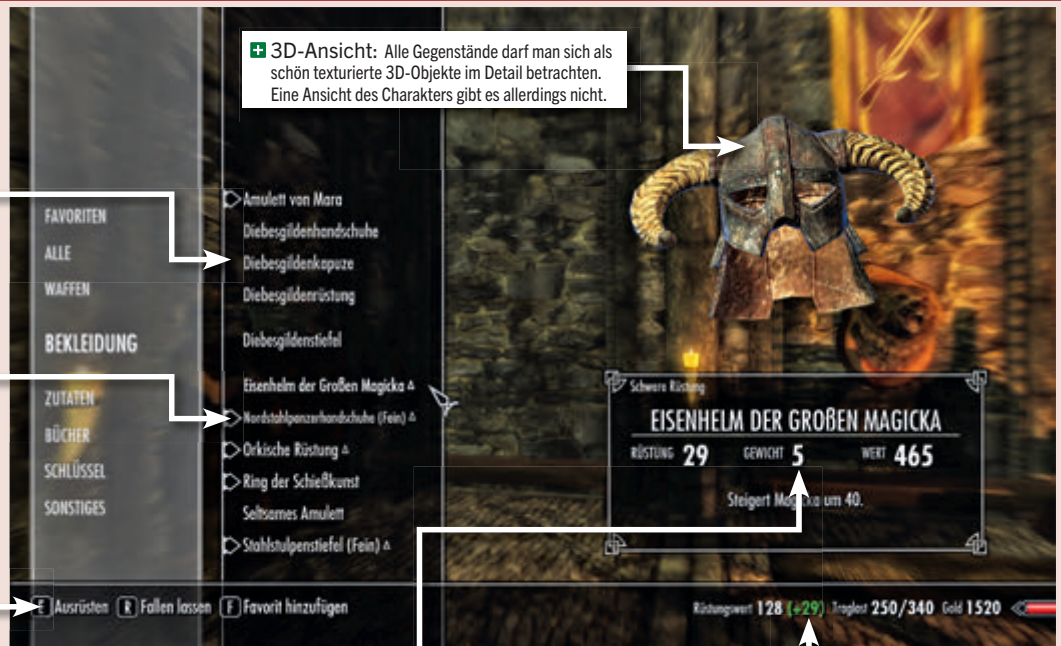 3D-Ansicht: Alle Gegenstände darf man sich als
schön texturierte 3D-Objekte im Detail betrachten.
Eine Ansicht des Charakters gibt es allerdings nicht.
FAVORITEN
ALLE
WAFFEN
BEKLEIDUNG
ZUTATEN
BÜCHER
SCHLÜSSEL
SONSTIGES
Amulett von Mara
Diebesgildenhandschuhe
Diebesgildenkapuze
Diebesgildenrüstung
Diebesgildenstiefel
Eisenhelm der Großen Magicka
Nordstahlpanzerhandschuhe (Fein)
Orkische Rüstung
Ring der Schießkunst
Seltsames Amulett
Stahlstulpenstiefel (Fein)
Schwere Rüstung
EISENHELM DER GROßEN MAGICKA
RÜSTUNG 29 GEWICHT 5 WERT 465
Steigert Magicka um 40.
E Ausrüsten R Fallen lassen F Favorit hinzufügen
Rüstungswert 128 (+29) Traglast 250/340 Gold 1520